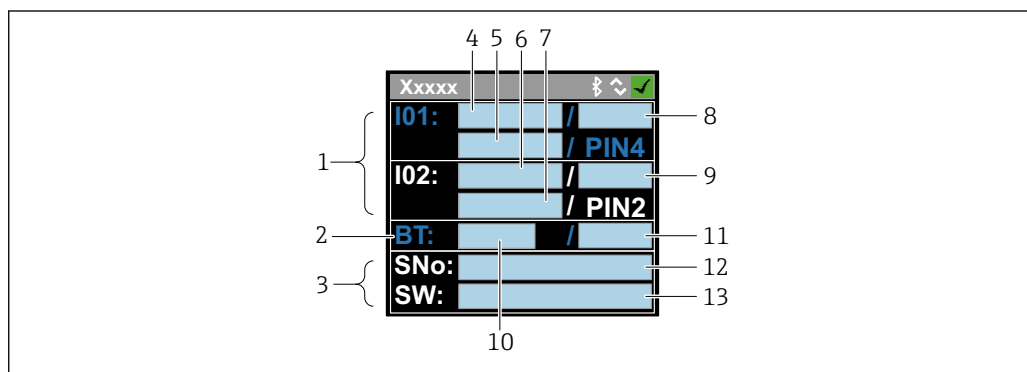 4 5 6 7
Xxxxx
I01: / 8
1 / PIN4
I02: / 9
/ PIN2
2 BT: / 11
SNo: 12
3
SW: 13
10